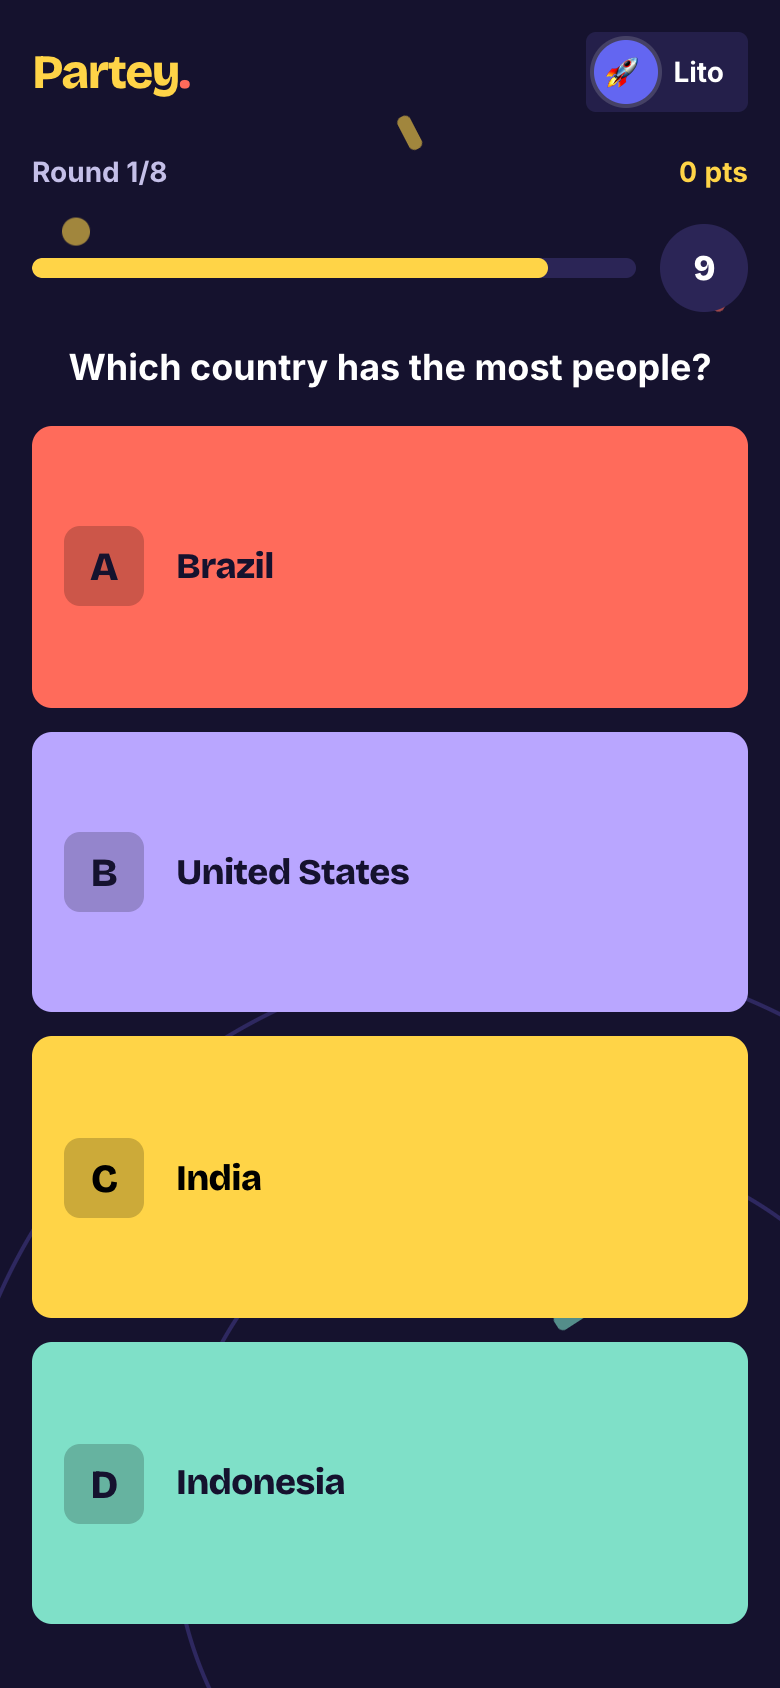 Partey.
Lito
Round 1/8
0 pts
9
Which country has the most people?
A
Brazil
B
United States
C
India
D
Indonesia